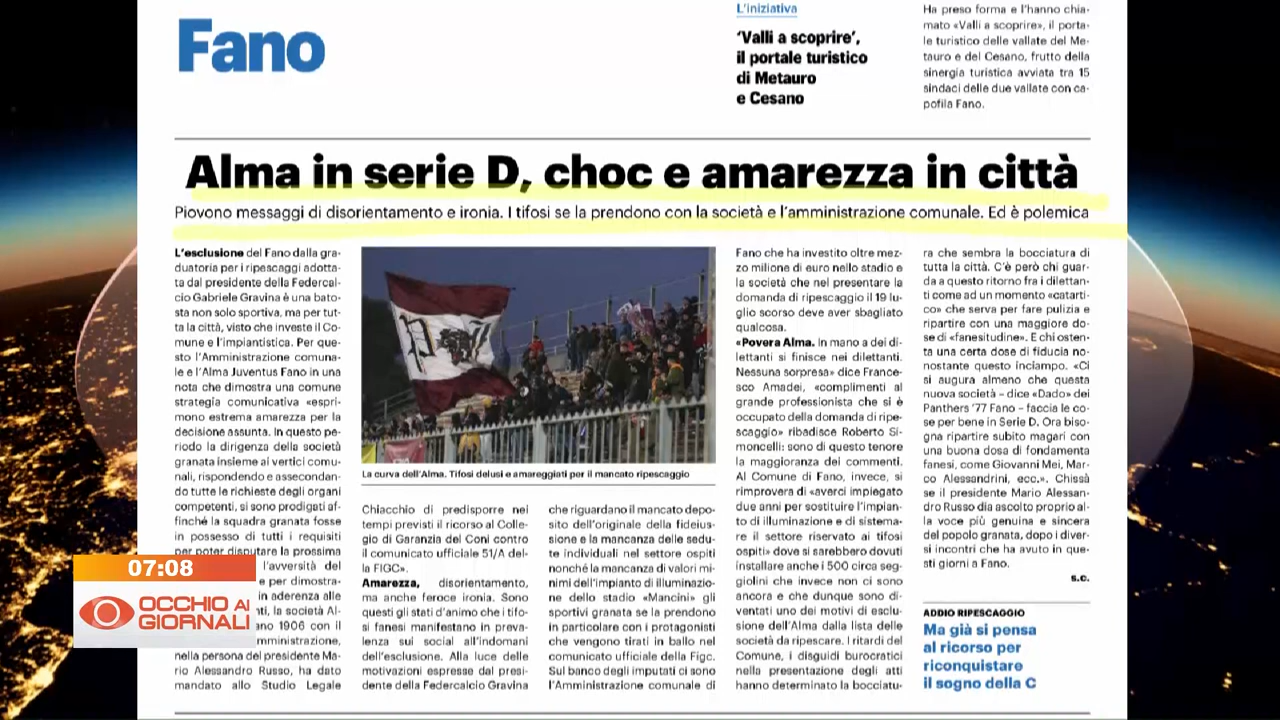 Fano
L'iniziativa
'Valli a scoprire',
il portale turistico
di Metauro
e Cesano
Ha preso forma e l'hanno chia-
mato «Valli a scoprire», il porta-
le turistico delle vallate del Me-
tauro e del Cesano, frutto della
sinergia turistica avviata tra 15
sindaci delle due vallate con ca-
pofila Fano.
Alma in serie D, choc e amarezza in città
Piovono messaggi di disorientamento e ironia. I tifosi se la prendono con la società e l'amministrazione comunale. Ed è polemica
L'esclusione del Fano dalla gra-
duatoria per i ripescaggi adotta-
ta dal presidente della Federcal-
cio Gabriele Gravina è una bato-
sta non solo sportiva, ma per tut-
ta la città, visto che investe il Co-
mune e l'impiantistica. Per que-
sto l'Amministrazione comuna-
le e l'Alma Juventus Fano in una
nota che dimostra una comune
strategia comunicativa «espri-
mono estrema amarezza per la
decisione assunta. In questo pe-
riodo la dirigenza della società
granata insieme ai vertici comu-
nali, rispondendo e assecondan-
do tutte le richieste degli organi
competenti, si sono prodigati af-
finché la squadra granata fosse
in possesso di tutti i requisiti
per poter disputare la prossima
l'avversità del
e per dimostra-
in aderenza alle
nti, la società Al-
ano 1906 con il
mministrazione,
nella persona del presidente Ma-
rio Alessandro Russo, ha dato
mandato allo Studio Legale
La curva dell'Alma. Tifosi delusi e amareggiati per il mancato ripescaggio
Chiacchio di predisporre nei
tempi previsti il ricorso al Colle-
gio di Garanzia del Coni contro
il comunicato ufficiale 51/A del-
la FIGC».
Amarezza, disorientamento,
ma anche feroce ironia. Sono
questi gli stati d'animo che i tifo-
si fanesi manifestano in preva-
lenza sui social all'indomani
dell'esclusione. Alla luce delle
motivazioni espresse dal presi-
dente della Federcalcio Gravina
che riguardano il mancato depo-
sito dell'originale della fideius-
sione e la mancanza delle sedu-
te individuali nel settore ospiti
nonché la mancanza di valori mi-
nimi dell'impianto di illuminazio-
ne dello stadio «Mancini» gli
sportivi granata se la prendono
in particolare con i protagonisti
che vengono tirati in ballo nel
comunicato ufficiale della Figc.
Sul banco degli imputati ci sono
l'Amministrazione comunale di
Fano che ha investito oltre mez-
zo milione di euro nello stadio e
la società che nel presentare la
domanda di ripescaggio il 19 lu-
glio scorso deve aver sbagliato
qualcosa.
«Povera Alma. In mano a dei di-
lettanti si finisce nei dilettanti.
Nessuna sorpresa» dice France-
sco Amadei, «complimenti al
grande professionista che si è
occupato della domanda di ripe-
scaggio» ribadisce Roberto Si-
moncelli: sono di questo tenore
la maggioranza dei commenti.
Al Comune di Fano, invece, si
rimprovera di «averci impiegato
due anni per sostituire l'impian-
to di illuminazione e di sistema-
re il settore riservato ai tifosi
ospiti» dove si sarebbero dovuti
installare anche i 500 circa seg-
giolini che invece non ci sono
ancora e che dunque sono di-
ventati uno dei motivi di esclu-
sione dell'Alma dalla lista delle
società da ripescare. I ritardi del
Comune, i disguidi burocratici
nella presentazione degli atti
hanno determinato la bocciatu-
ra che sembra la bocciatura di
tutta la città. C'è però chi guar-
da a questo ritorno fra i dilettan-
ti come ad un momento «catarti-
co» che serva per fare pulizia e
ripartire con una maggiore do-
se di «fanesitudine». E chi osten-
ta una certa dose di fiducia no-
nostante questo inciampo. «Ci
si augura almeno che questa
nuova società – dice «Dado» dei
Panthers '77 Fano – faccia le co-
se per bene in Serie D. Ora biso-
gna ripartire subito magari con
una buona dose di fondamenta
fanesi, come Giovanni Mei, Mar-
co Alessandrini, ecc.». Chissà
se il presidente Mario Alessan-
dro Russo dia ascolto proprio al-
la voce più genuina e sincera
del popolo granata, dopo i diver-
si incontri che ha avuto in que-
sti giorni a Fano.
s.c.
ADDIO RIPESCAGGIO
Ma già si pensa
al ricorso per
riconquistare
il sogno della C
07:08
OCCHIO AI
GIORNALI